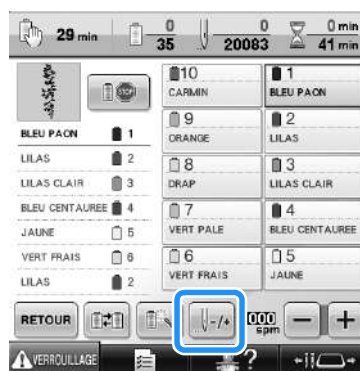 29 min
0
35
0
20083
0 min
41 min
STOP
BLEU PAON 1
LILAS 2
LILAS CLAIR 3
BLEU CENTAUREE 4
JAUNE 5
VERT FRAIS 6
LILAS 2
10
CARMIN
1
BLEU PAON
9
ORANGE
2
LILAS
8
DRAP
3
LILAS CLAIR
7
VERT PALE
4
BLEU CENTAUREE
6
VERT FRAIS
5
JAUNE
RETOUR
-/+
000
spm
-
+
VERROUILLAGE
?